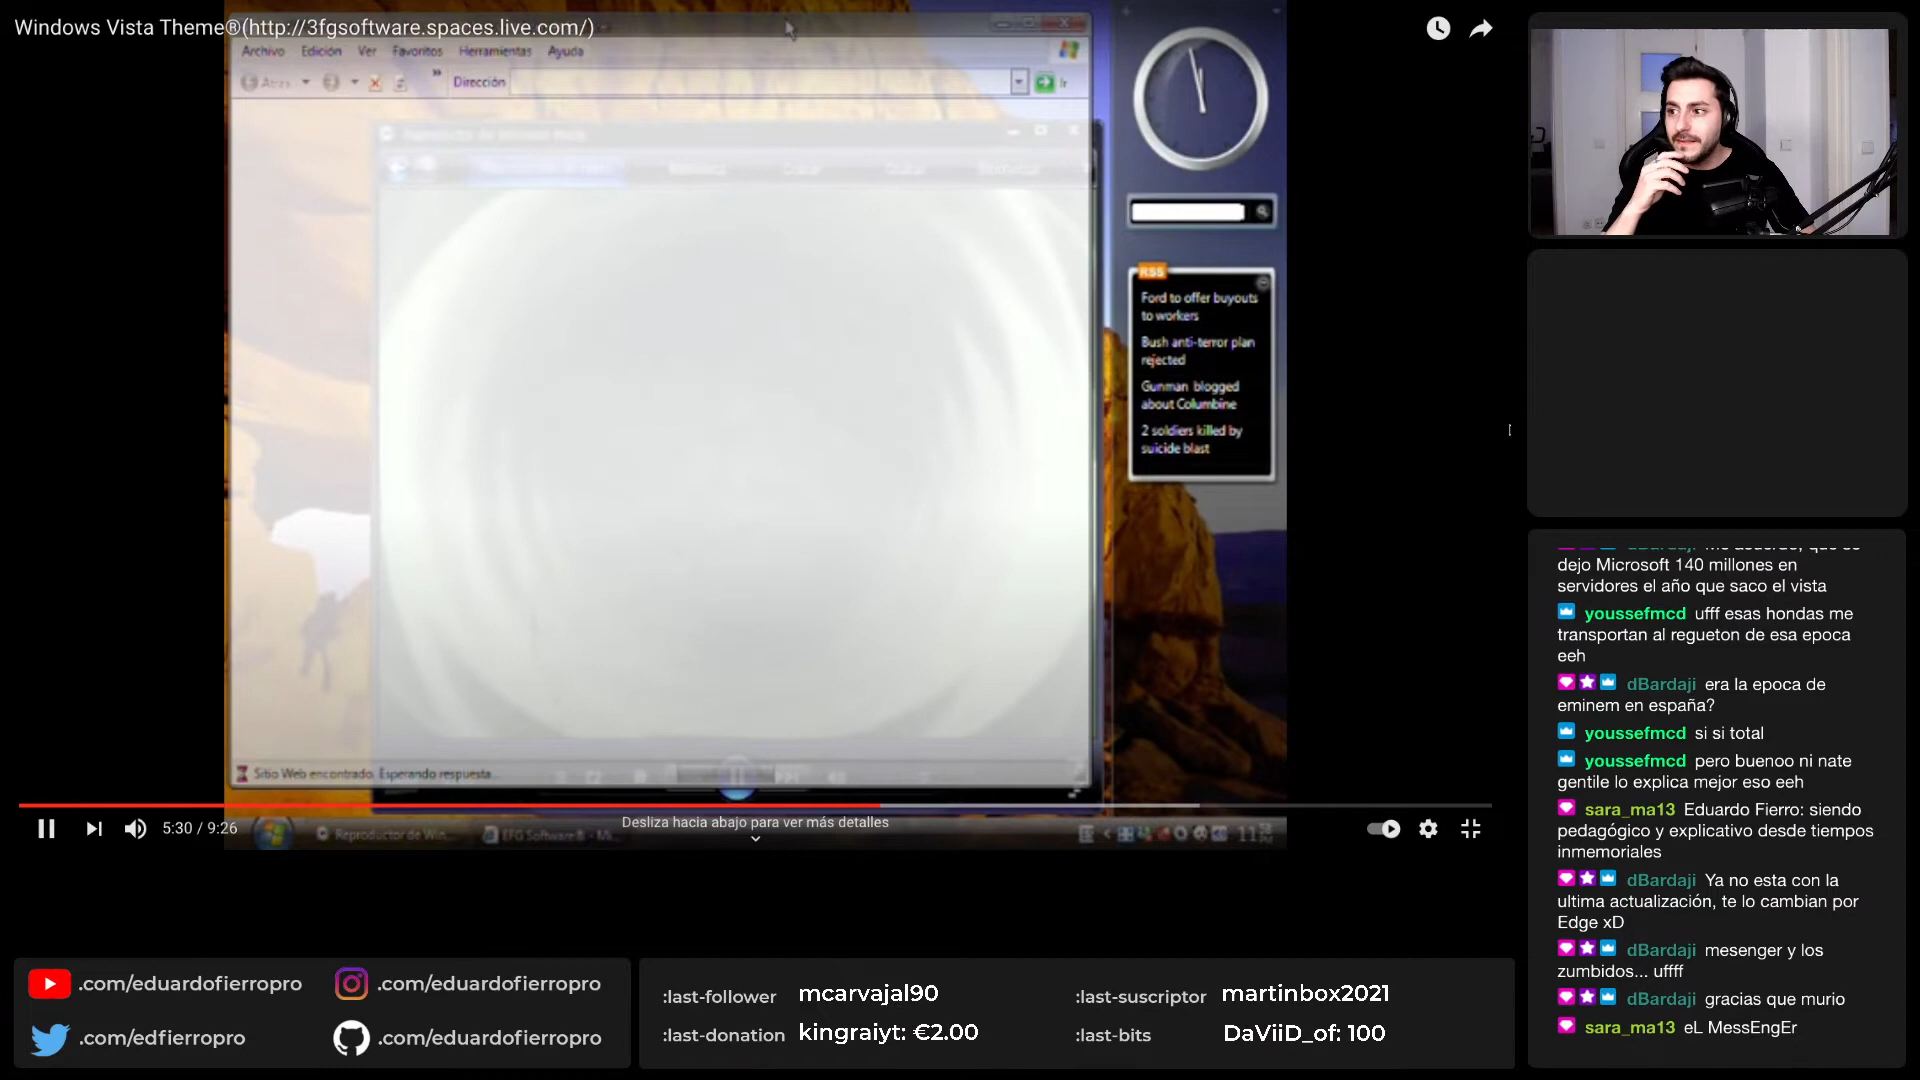 Windows Vista Theme®(http://3fgsoftware.spaces.live.com/)
Archivo Edición Ver Favoritos Herramientas Ayuda
Atrás
Dirección
Ir
RSS
Ford to offer buyouts
to workers
Bush anti-terror plan
rejected
Gunman blogged
about Columbine
2 soldiers killed by
suicide blast
Sitio Web encontrado. Esperando respuesta...
5:30 / 9:26
Desliza hacia abajo para ver más detalles
Reproductor de Win...
dejo Microsoft 140 millones en
servidores el año que saco el vista
youssefmcd ufff esas hondas me
transportan al regueton de esa epoca
eeh
dBardaji era la epoca de
eminem en españa?
youssefmcd si si total
youssefmcd pero buenoo ni nate
gentile lo explica mejor eso eeh
sara_ma13 Eduardo Fierro: siendo
pedagógico y explicativo desde tiempos
inmemoriales
dBardaji Ya no esta con la
ultima actualización, te lo cambian por
Edge xD
dBardaji mesenger y los
zumbidos... uffff
dBardaji gracias que murio
sara_ma13 eL MessEngEr
.com/eduardofierropro
.com/eduardofierropro
.com/edfierropro
.com/eduardofierropro
:last-follower mcarvajal90
:last-donation kingraiyt: €2.00
:last-suscriptor martinbox2021
:last-bits DaViiD_of: 100